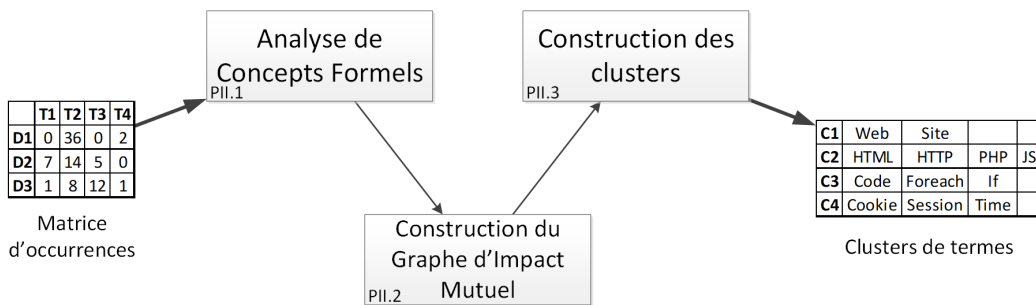 Analyse de
Concepts Formels
PII.1
Construction des
clusters
PII.3
T1 T2 T3 T4
D1 0 36 0 2
D2 7 14 5 0
D3 1 8 12 1
Matrice
d'occurrences
Construction du
Graphe d'Impact
Mutuel
PII.2
C1 Web Site
C2 HTML HTTP PHP JS
C3 Code Foreach If
C4 Cookie Session Time
Clusters de termes